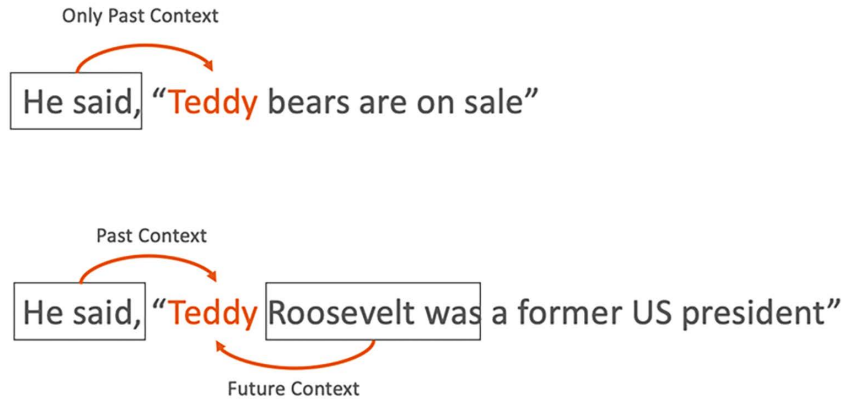 Only Past Context
He said, “Teddy bears are on sale”
Past Context
He said, “Teddy Roosevelt was a former US president”
Future Context